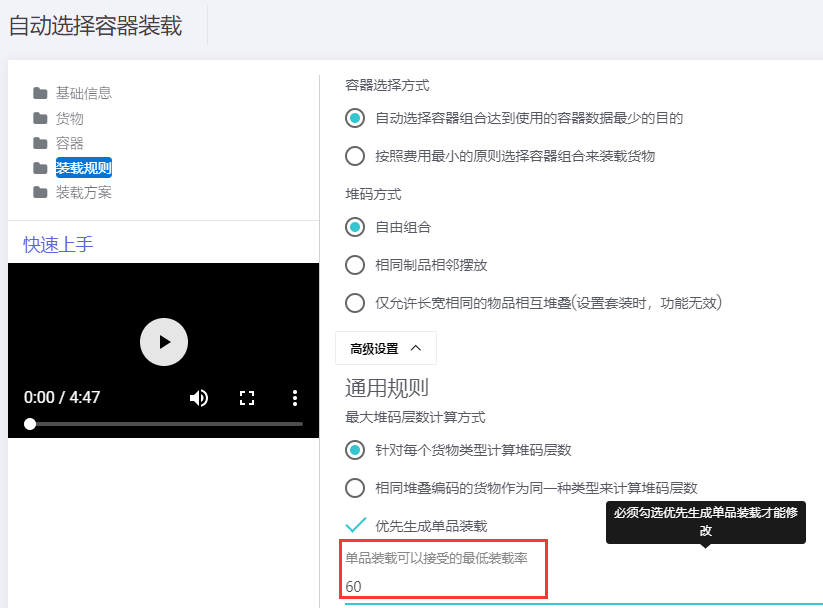 自动选择容器装载
基础信息
货物
容器
装载规则
装载方案
快速上手
0:00 / 4:47
容器选择方式
自动选择容器组合达到使用的容器数据最少的目的
按照费用最小的原则选择容器组合来装载货物
堆码方式
自由组合
相同制品相邻摆放
仅允许长宽相同的物品相互堆叠(设置套装时，功能无效)
高级设置
通用规则
最大堆码层数计算方式
针对每个货物类型计算堆码层数
相同堆叠编码的货物作为同一种类型来计算堆码层数
优先生成单品装载
必须勾选优先生成单品装载才能修
改
单品装载可以接受的最低装载率
60